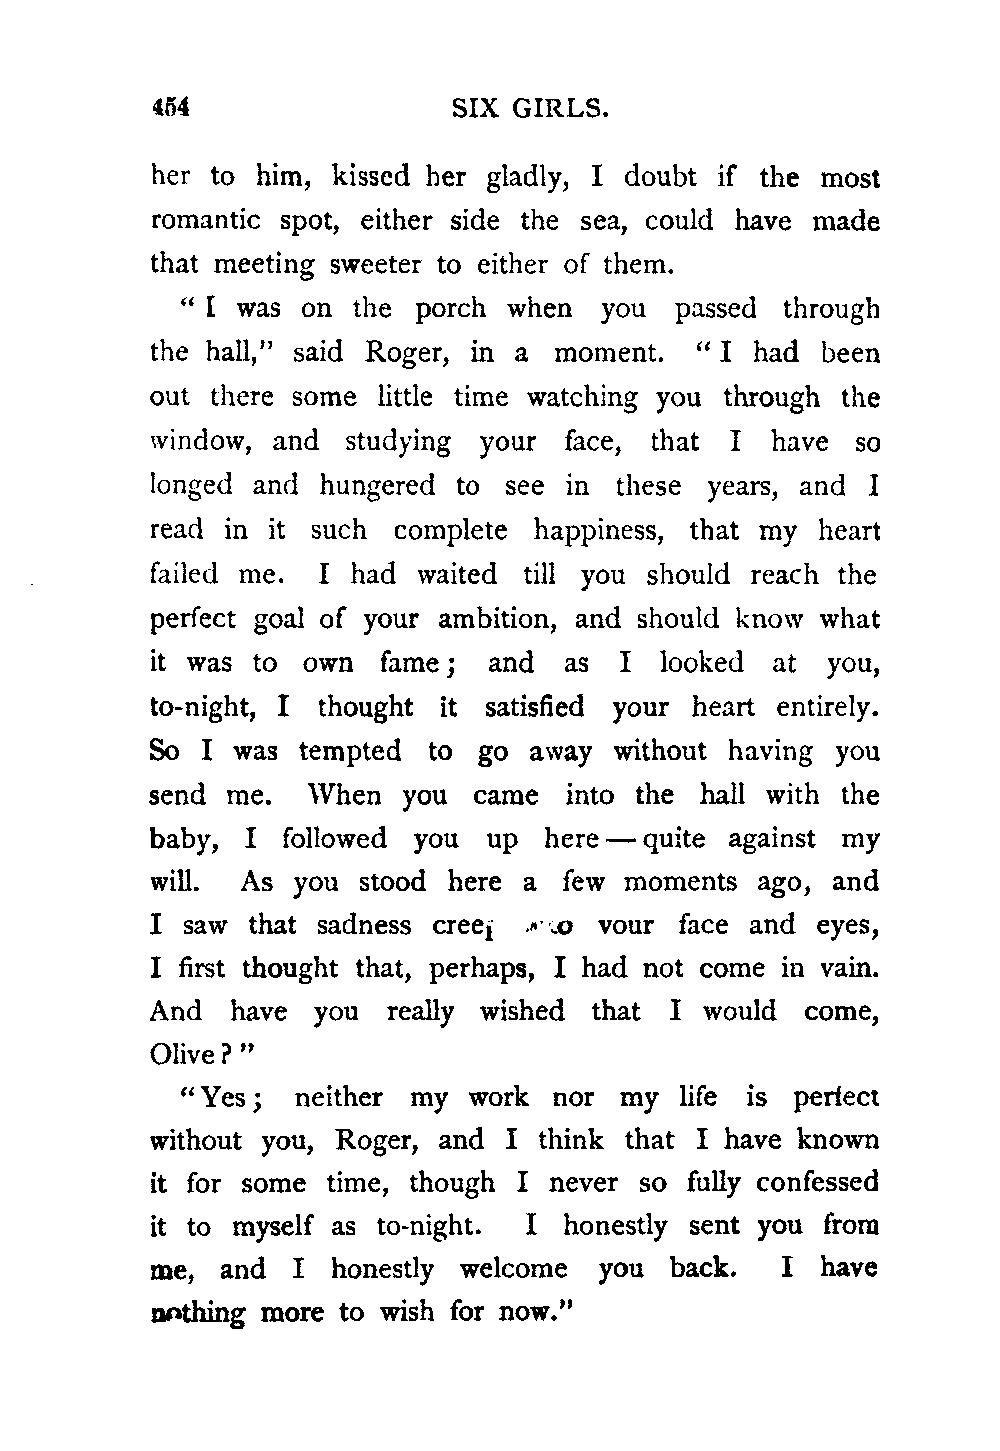 454 SIX GIRLS.
her to him, kissed her gladly, I doubt if the most
romantic spot, either side the sea, could have made
that meeting sweeter to either of them.
" I was on the porch when you passed through
the hall," said Roger, in a moment. " I had been
out there some little time watching you through the
window, and studying your face, that I have so
longed and hungered to see in these years, and I
read in it such complete happiness, that my heart
failed me. I had waited till you should reach the
perfect goal of your ambition, and should know what
it was to own fame ; and as I looked at you,
to-night, I thought it satisfied your heart entirely.
So I was tempted to go away without having you
send me. When you came into the hall with the
baby, I followed you up here — quite against my
will. As you stood here a few moments ago, and
I saw that sadness your face and eyes,
I first thought that, perhaps, I had not come in vain.
And have you really wished that I would come,
Olive ? "
" Yes ; neither my work nor my life is perfect
without you, Roger, and I think that I have known
it for some time, though I never so fully confessed
it to myself as to-night. I honestly sent you from
me, and I honestly welcome you back. I have
nothing more to wish for now."